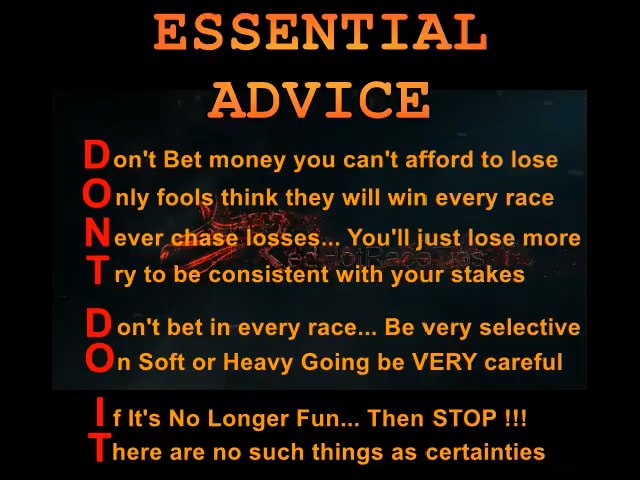 ESSENTIAL
ADVICE
Don't Bet money you can't afford to lose
Only fools think they will win every race
Never chase losses... You'll just lose more
RedHotRaceTips
Try to be consistent with your stakes
Don't bet in every race... Be very selective
On Soft or Heavy Going be VERY careful
If It's No Longer Fun... Then STOP !!!
There are no such things as certainties